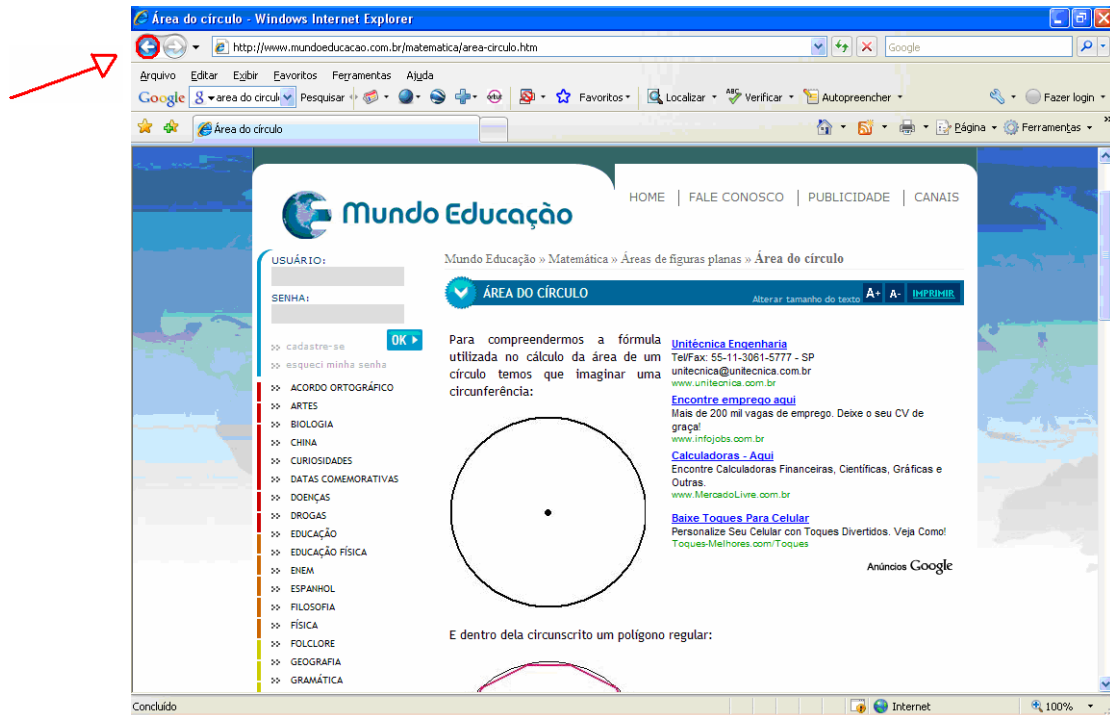 Área do círculo - Windows Internet Explorer
http://www.mundoeducacao.com.br/matematica/area-circulo.htm
Google
Arquivo Editar Exibir Favoritos Ferramentas Ajuda
Google area do circul Pesquisar Favoritos Localizar Verificar Autopreencher Fazer login
Área do círculo
Página Ferramentas
HOME | FALE CONOSCO | PUBLICIDADE | CANAIS
Mundo Educação
USUÁRIO:
SENHA:
OK
>> cadastre-se
>> esqueci minha senha
>> ACORDO ORTOGRÁFICO
>> ARTES
>> BIOLOGIA
>> CHINA
>> CURIOSIDADES
>> DATAS COMEMORATIVAS
>> DOENÇAS
>> DROGAS
>> EDUCAÇÃO
>> EDUCAÇÃO FÍSICA
>> ENEM
>> ESPANHOL
>> FILOSOFIA
>> FÍSICA
>> FOLCLORE
>> GEOGRAFIA
>> GRAMÁTICA
Mundo Educação » Matemática » Áreas de figuras planas » Área do círculo
ÁREA DO CÍRCULO
Alterar tamanho do texto A+ A- IMPRIMIR
Para compreendermos a fórmula
utilizada no cálculo da área de um
círculo temos que imaginar uma
circunferência:
Unitécnica Engenharia
Tel/Fax: 55-11-3061-5777 - SP
unitecnica@unitecnica.com.br
www.unitecnica.com.br
Encontre emprego aqui
Mais de 200 mil vagas de emprego. Deixe o seu CV de
graça!
www.infojobs.com.br
Calculadoras - Aqui
Encontre Calculadoras Financeiras, Científicas, Gráficas e
Outras.
www.MercadoLivre.com.br
Baixe Toques Para Celular
Personalize Seu Celular con Toques Divertidos. Veja Como!
Toques-Melhores.com/Toques
Anúncios Google
E dentro dela circunscrito um polígono regular:
Concluído
Internet
100%